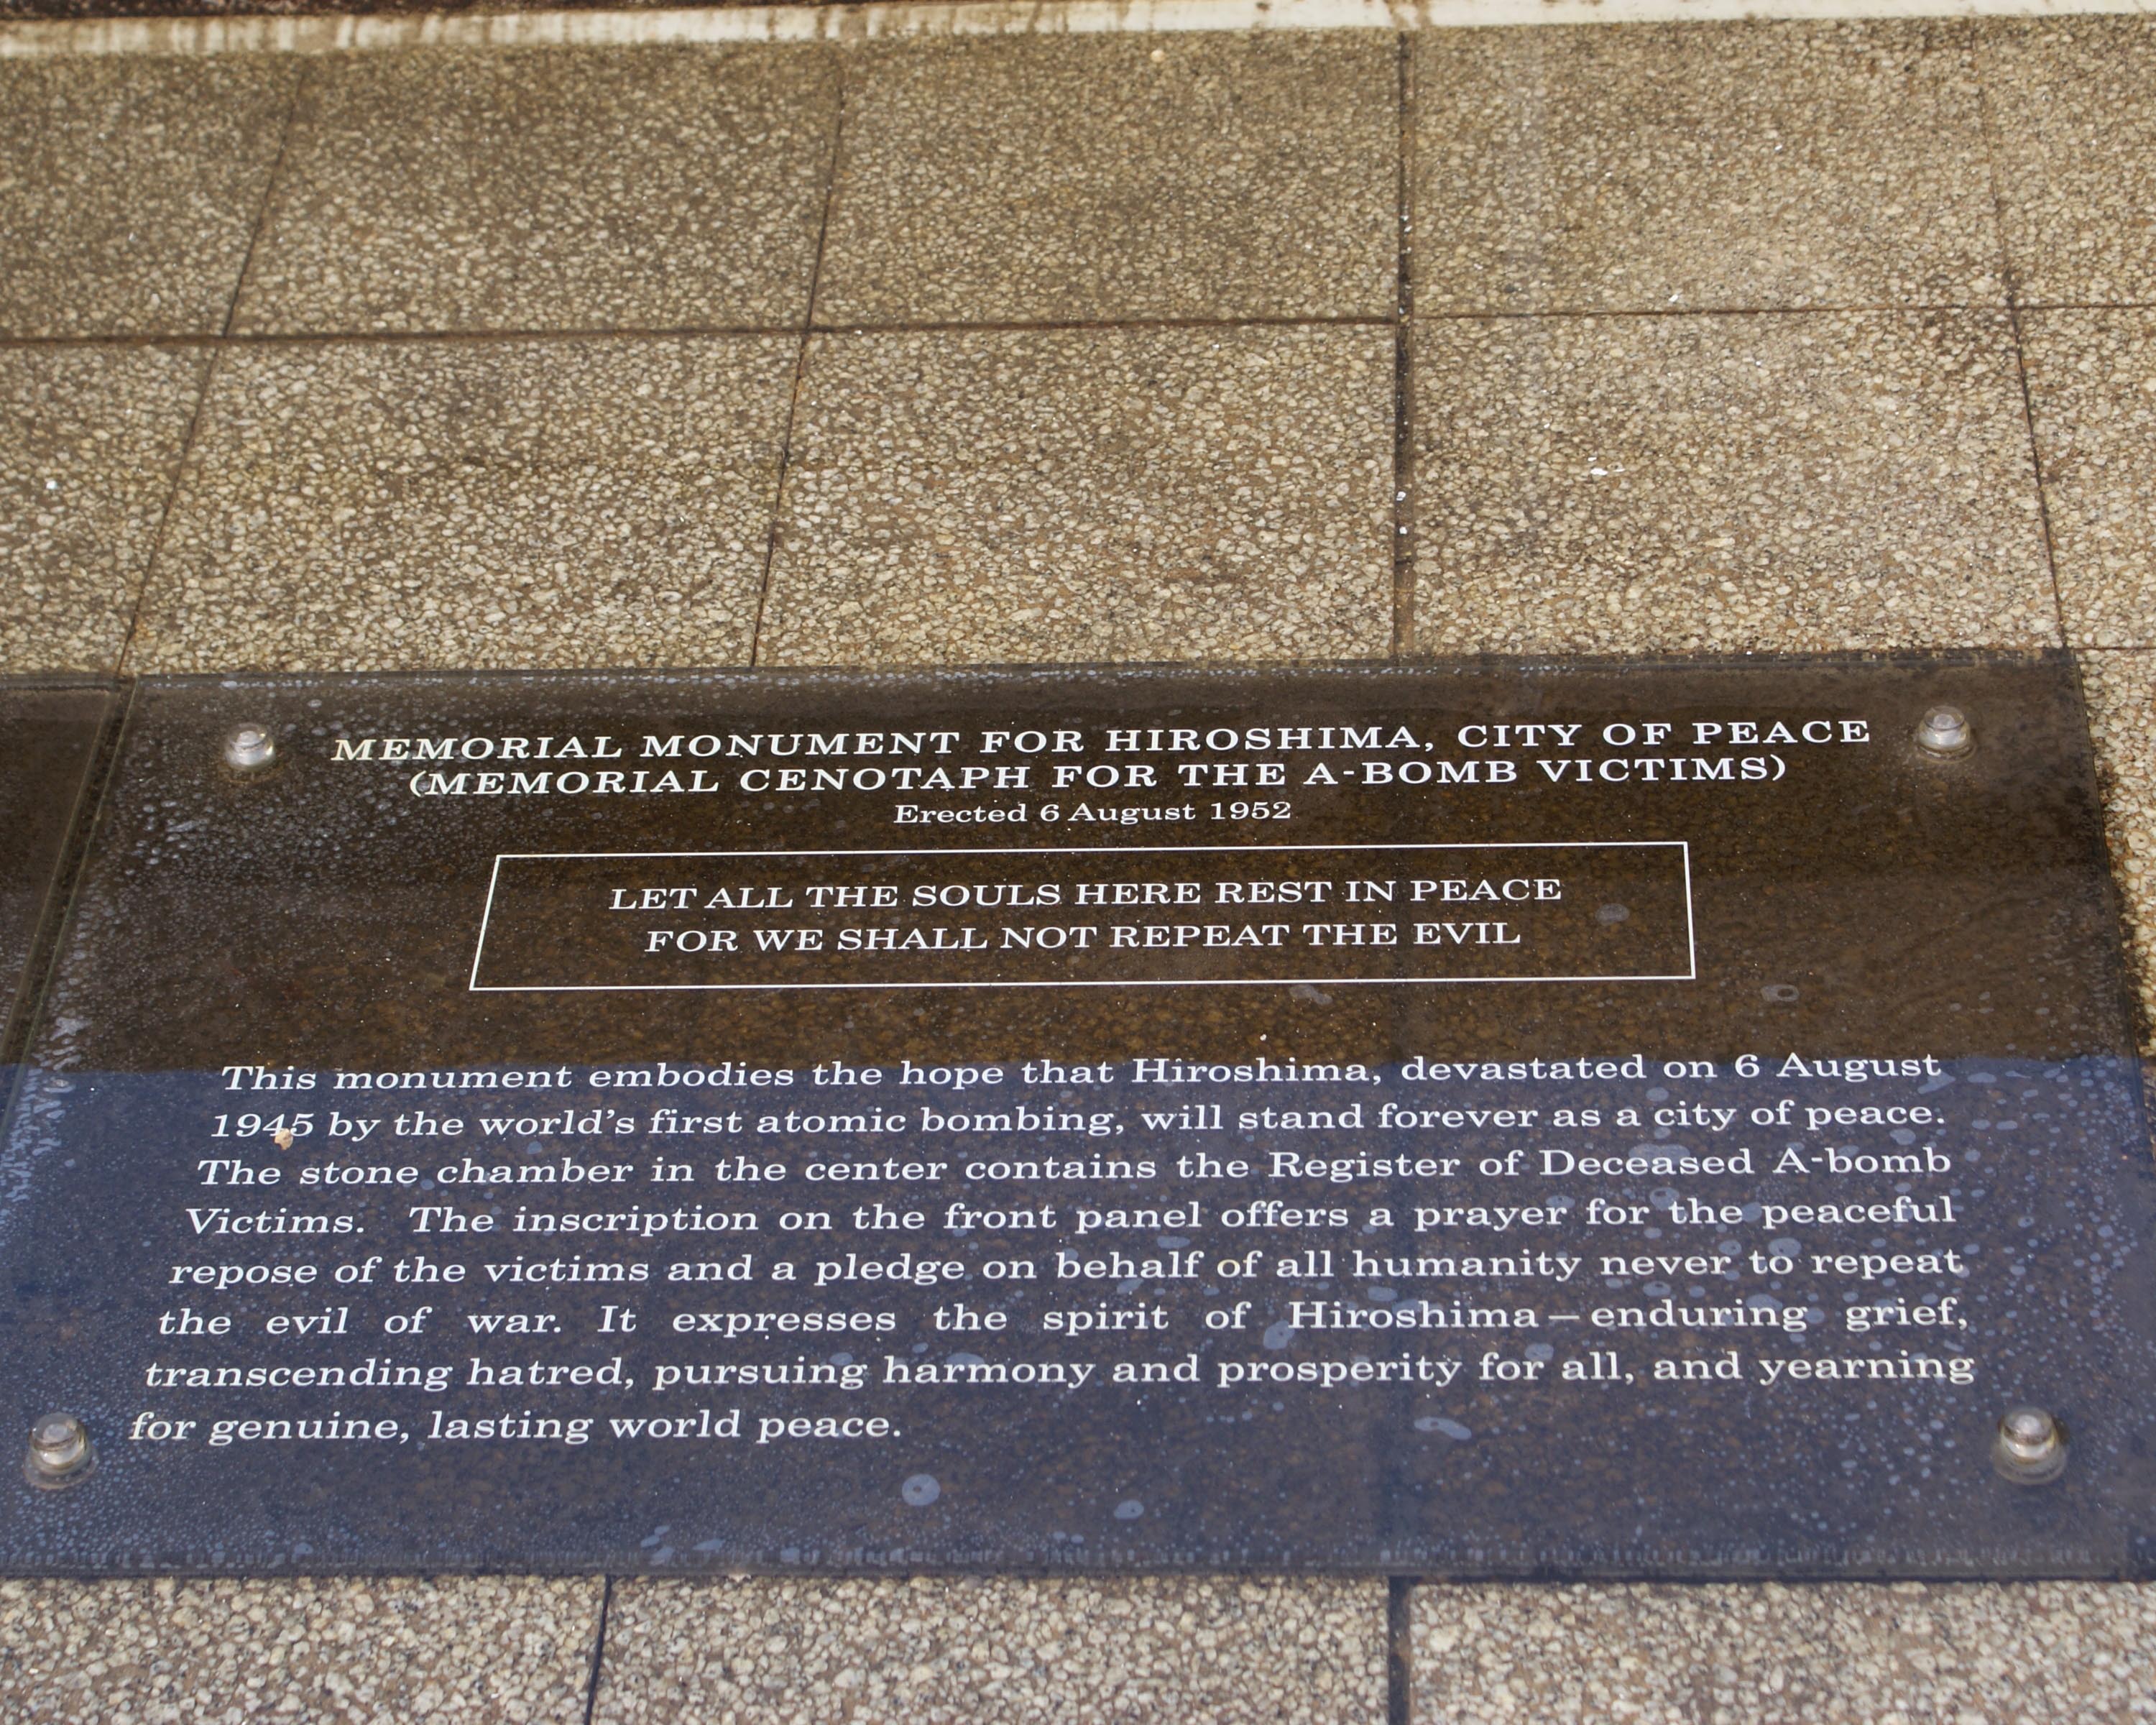 MEMORIAL MONUMENT FOR HIROSHIMA, CITY OF PEACE
(MEMORIAL CENOTAPH FOR THE A-BOMB VICTIMS)
Erected 6 August 1952
LET ALL THE SOULS HERE REST IN PEACE
FOR WE SHALL NOT REPEAT THE EVIL
This monument embodies the hope that Hiroshima, devastated on 6 August
1945 by the world's first atomic bombing, will stand forever as a city of peace.
The stone chamber in the center contains the Register of Deceased A-bomb
Victims. The inscription on the front panel offers a prayer for the peaceful
repose of the victims and a pledge on behalf of all humanity never to repeat
the evil of war. It expresses the spirit of Hiroshima — enduring grief,
transcending hatred, pursuing harmony and prosperity for all, and yearning
for genuine, lasting world peace.